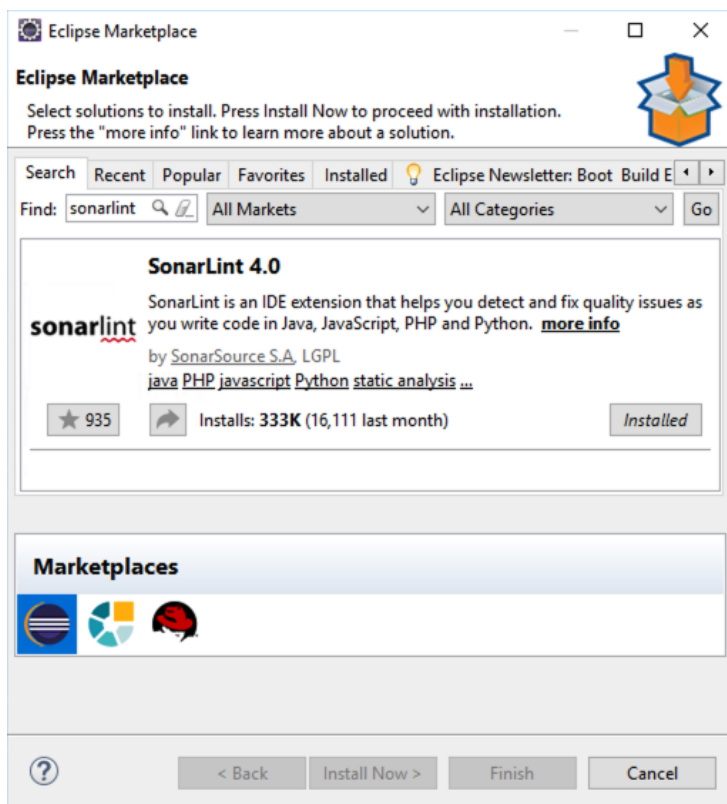 Eclipse Marketplace
Eclipse Marketplace
Select solutions to install. Press Install Now to proceed with installation.
Press the "more info" link to learn more about a solution.
Search Recent Popular Favorites Installed Eclipse Newsletter: Boot Build E
Find: sonarlint All Markets All Categories Go
SonarLint 4.0
SonarLint is an IDE extension that helps you detect and fix quality issues as
sonarlint
you write code in Java, JavaScript, PHP and Python. more info
by SonarSource S.A, LGPL
java PHP javascript Python static analysis ...
935 Installs: 333K (16,111 last month) Installed
Marketplaces
? < Back Install Now > Finish Cancel